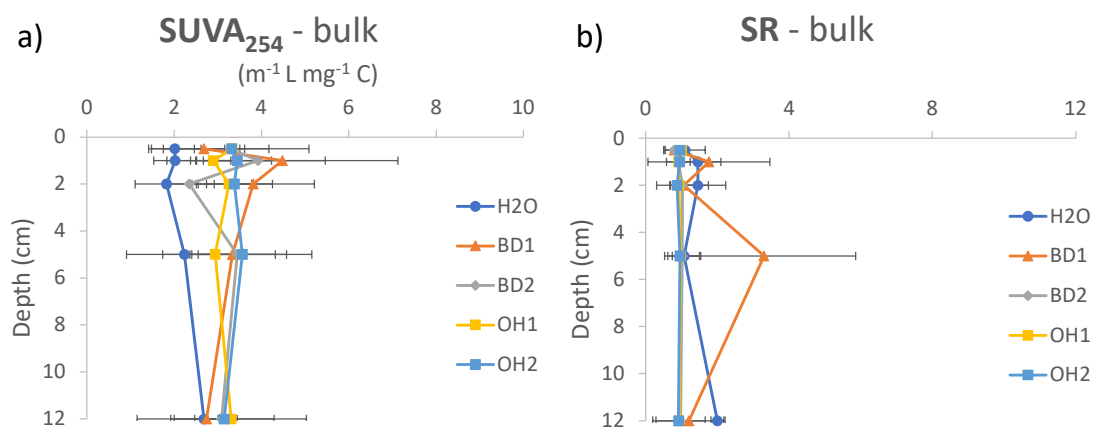 a)
SUVA₂₅₄ - bulk
(m⁻¹ L mg⁻¹ C)
0 2 4 6 8 10
0
2
4
6
8
10
12
Depth (cm)
H2O
BD1
BD2
OH1
OH2
b)
SR - bulk
0 4 8 12
0
2
4
6
8
10
12
Depth (cm)
H2O
BD1
BD2
OH1
OH2